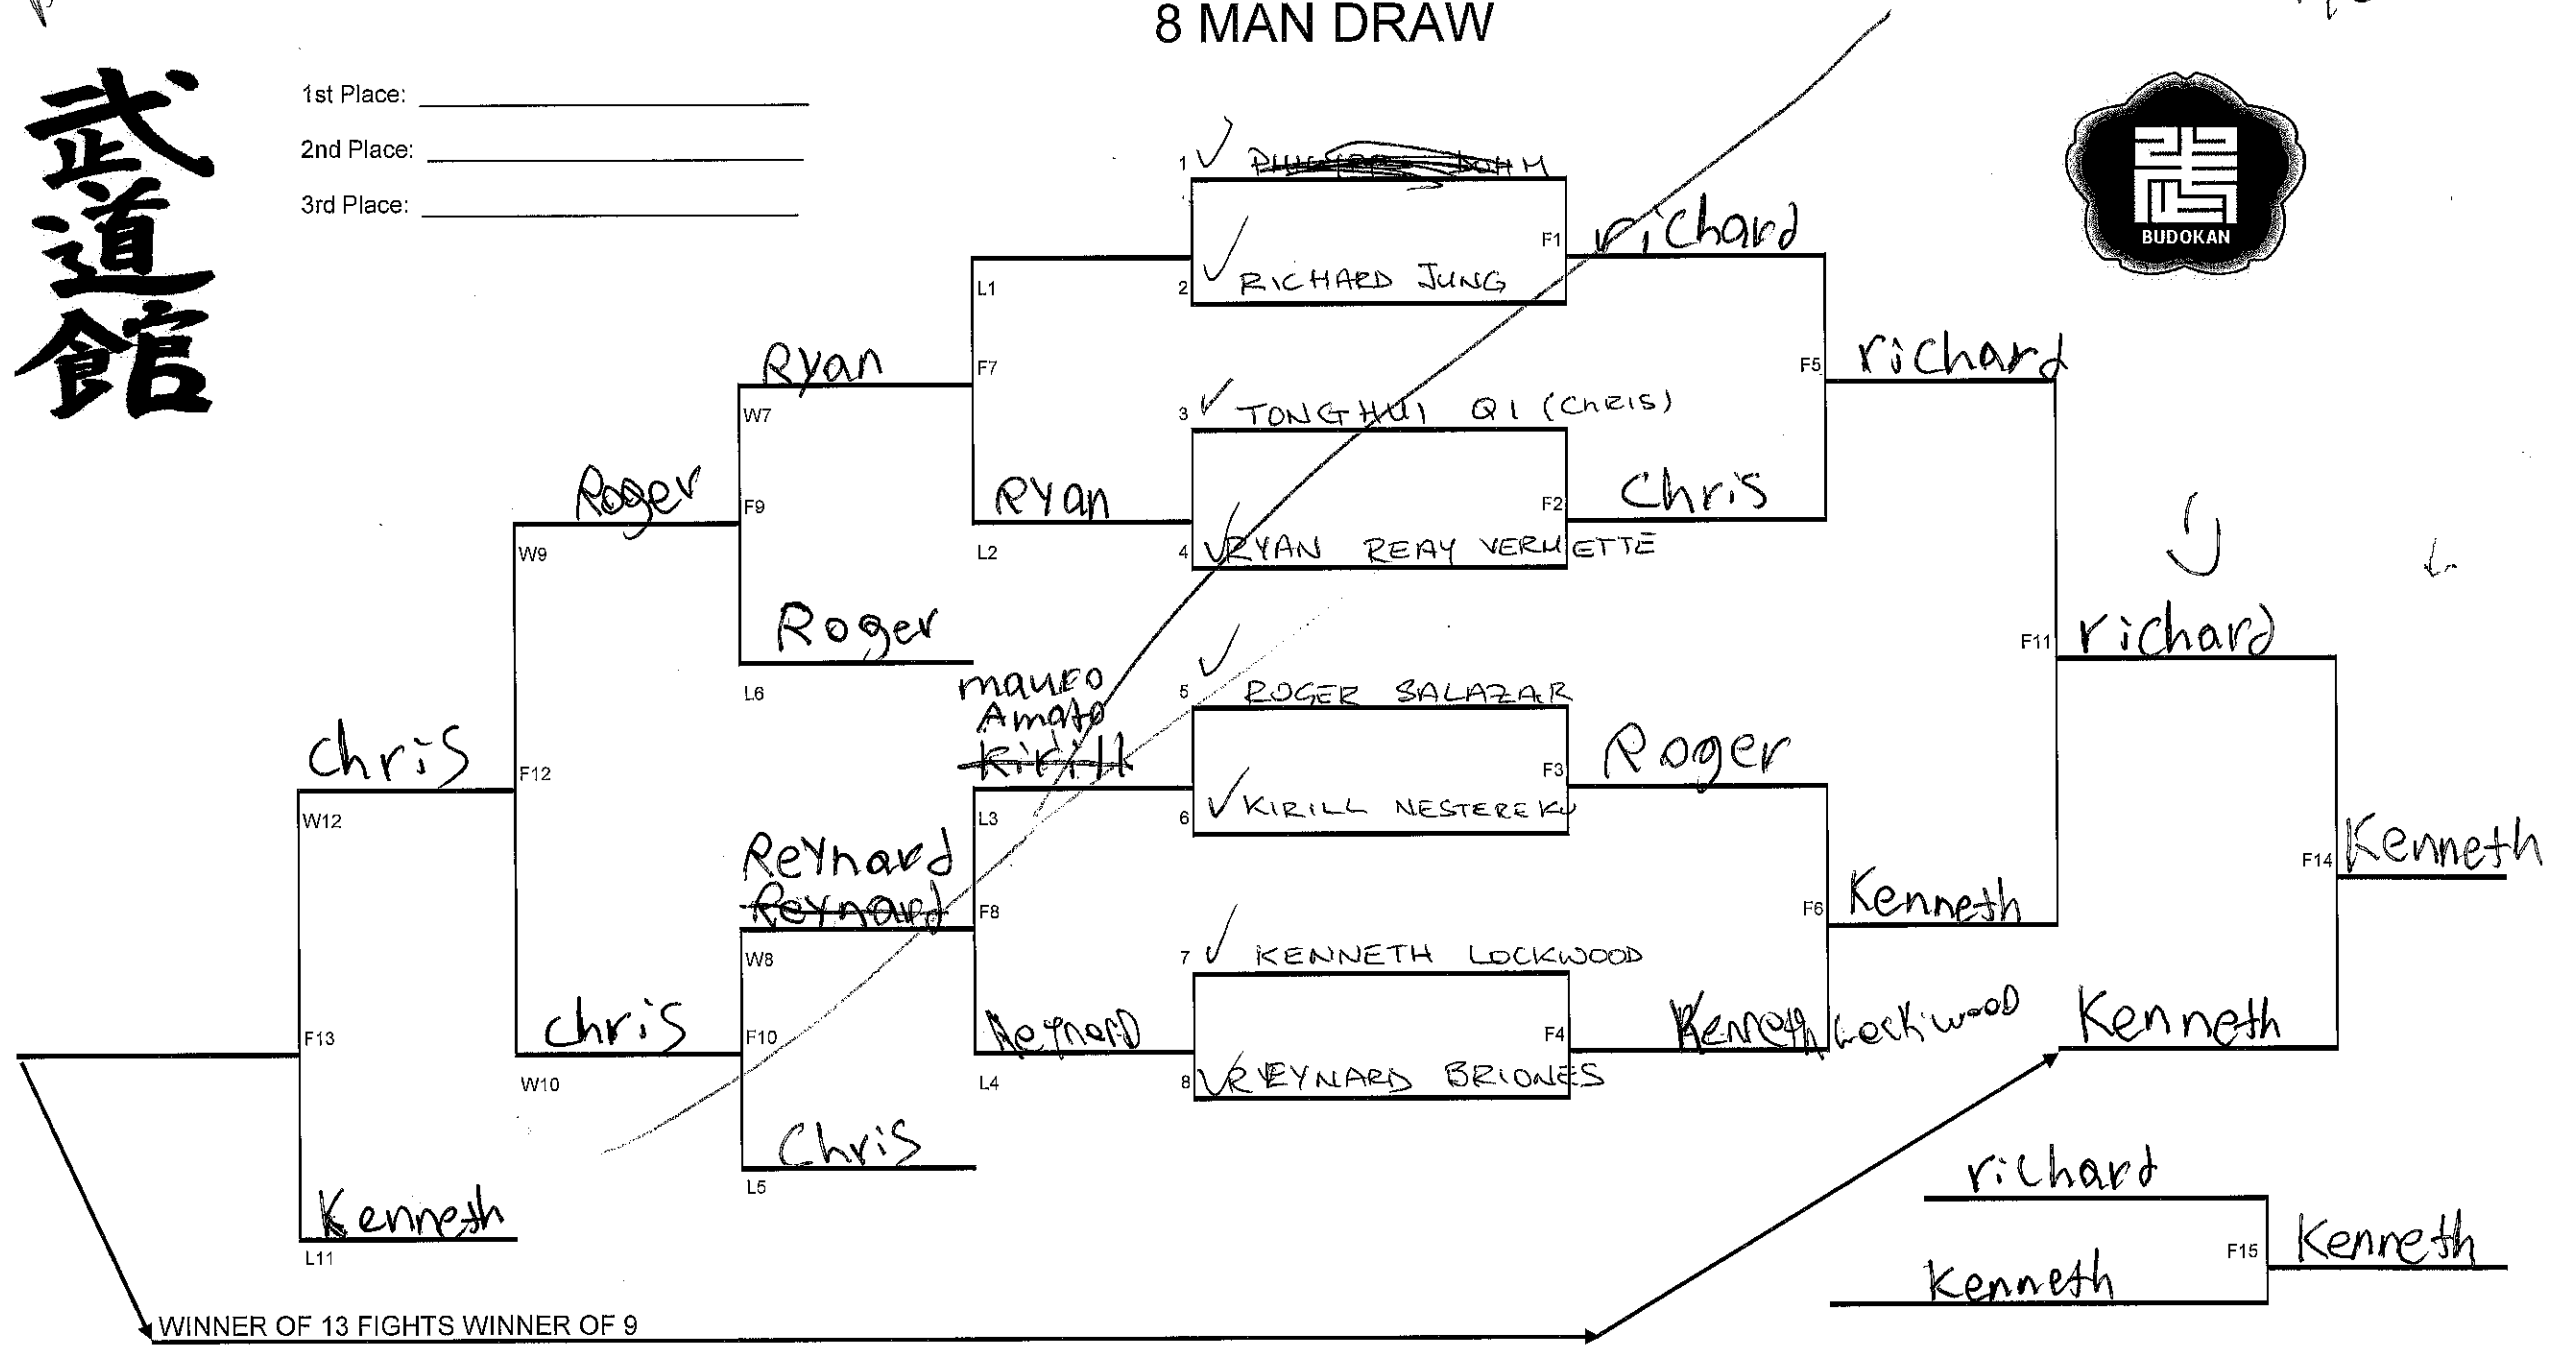 8 MAN DRAW
武道館
1st Place:
2nd Place:
3rd Place:
BUDOKAN
1
2 RICHARD JUNG
F1 richard
L1
F7
Ryan
W7
3 TONGHUI QI (CHRIS)
F5 richard
Roger
F9
RYan
F2 Chris
L2
4 RYAN REAY VERMETTE
W9
Roger
L6
mauro
Amato
Kirill
5 ROGER SALAZAR
F11 richard
Chris
F12
F3 Roger
W12
L3
6 KIRILL NESTEREKU
Reynard
Reynard
F8
F14 Kenneth
F6 Kenneth
W8
7 KENNETH LOCKWOOD
F13
Chris
F10
Reynard
F4 Kenneth Lockwood
Kenneth
W10
L4
8 REYNARD BRIONES
Chris
L5
richard
Kenneth
L11
F15 Kenneth
Kenneth
WINNER OF 13 FIGHTS WINNER OF 9